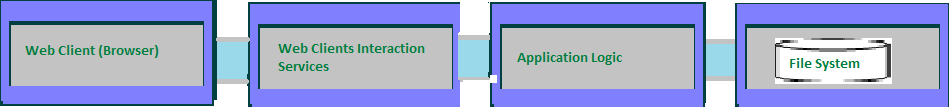 Web Client (Browser)
Web Clients Interaction
Services
Application Logic
File System